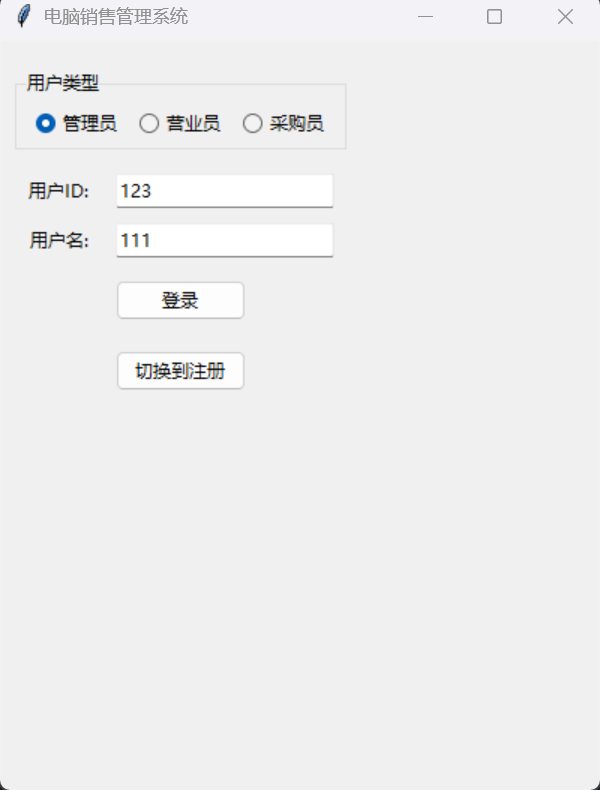 电脑销售管理系统
用户类型
管理员 营业员 采购员
用户ID: 123
用户名: 111
登录
切换到注册